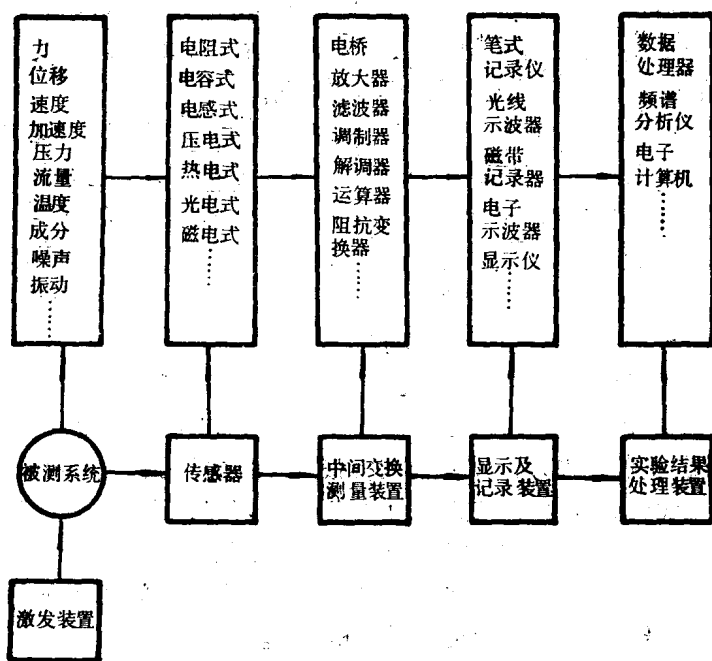 力
位移
速度
加速度
压力
流量
温度
成分
噪声
振动
……
电阻式
电容式
电感式
压电式
热电式
光电式
磁电式
……
电桥
放大器
滤波器
调制器
解调器
运算器
阻抗变
换器
……
笔式
记录仪
光线
示波器
磁带
记录器
电子
示波器
显示仪
……
数据
处理器
频谱
分析仪
电子
计算机
……
被测系统
传感器
中间变换
测量装置
显示及
记录装置
实验结果
处理装置
激发装置